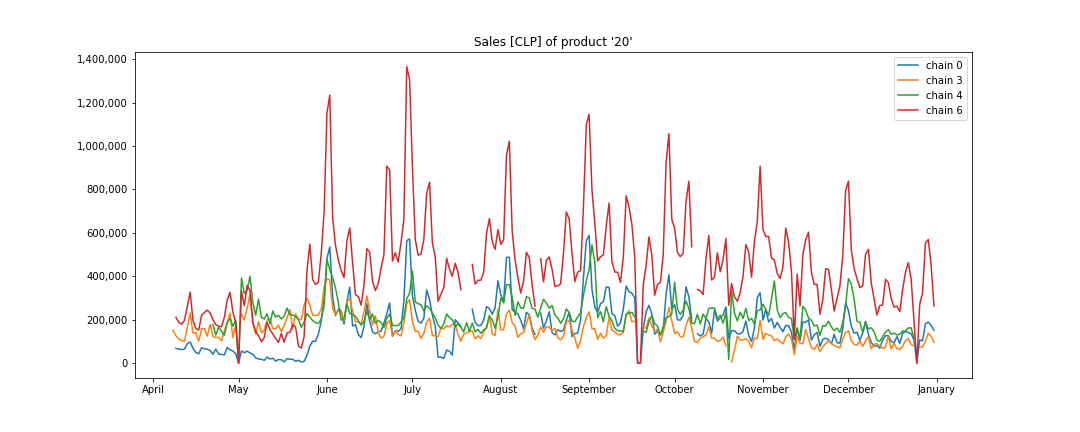 Sales [CLP] of product '20'
1,400,000
1,200,000
1,000,000
800,000
600,000
400,000
200,000
0
chain 0
chain 3
chain 4
chain 6
April May June July August September October November December January